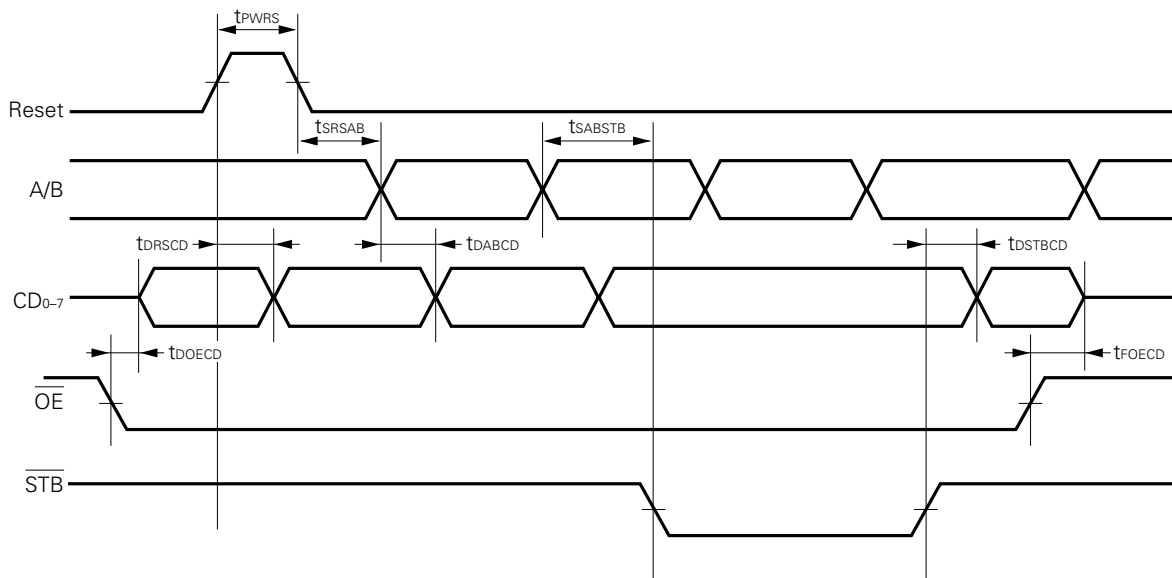 tPWRS
Reset
tSRSAB
tSABSTB
A/B
tDRSCD
tDABCD
tDSTBCD
CD0–7
tDOECD
tFOECD
OE
STB